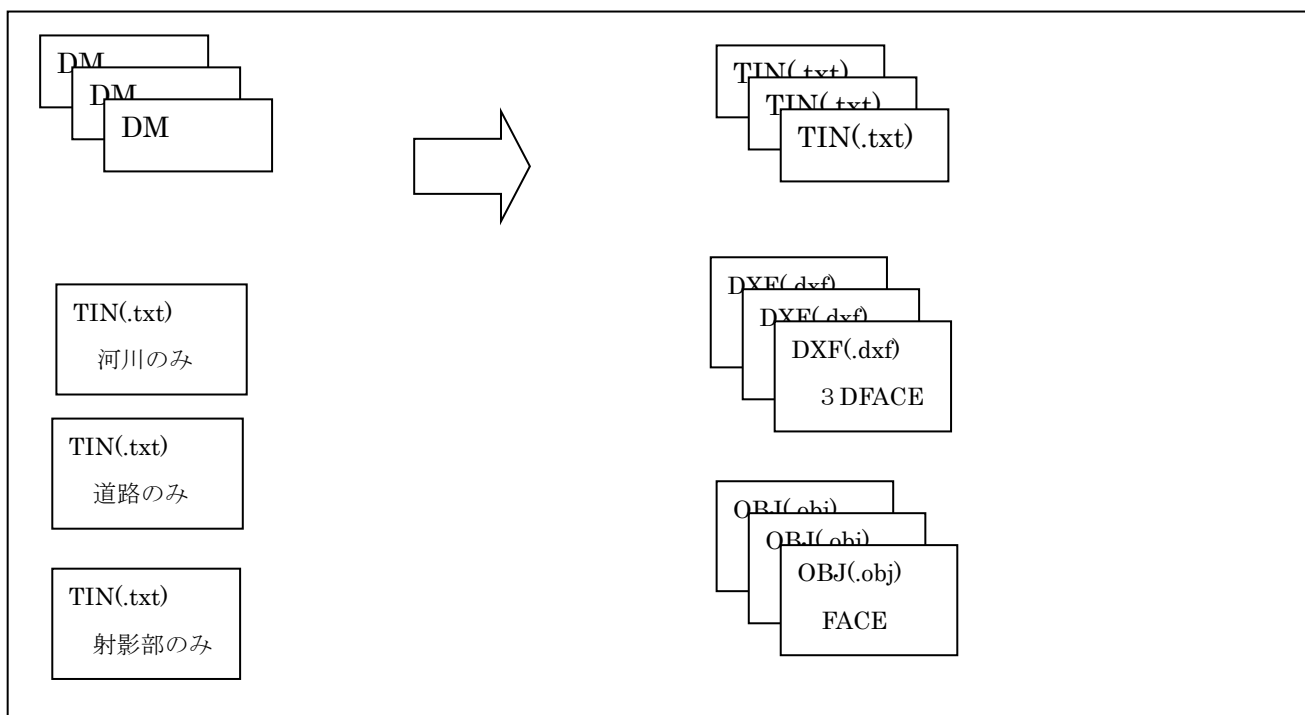 DM
DM
DM
TIN(.txt)
河川のみ
TIN(.txt)
道路のみ
TIN(.txt)
射影部のみ
TIN(.txt)
TIN(.txt)
TIN(.txt)
DXF(.dxf)
DXF(.dxf)
DXF(.dxf)
３DFACE
OBJ(.obj)
OBJ(.obj)
OBJ(.obj)
FACE